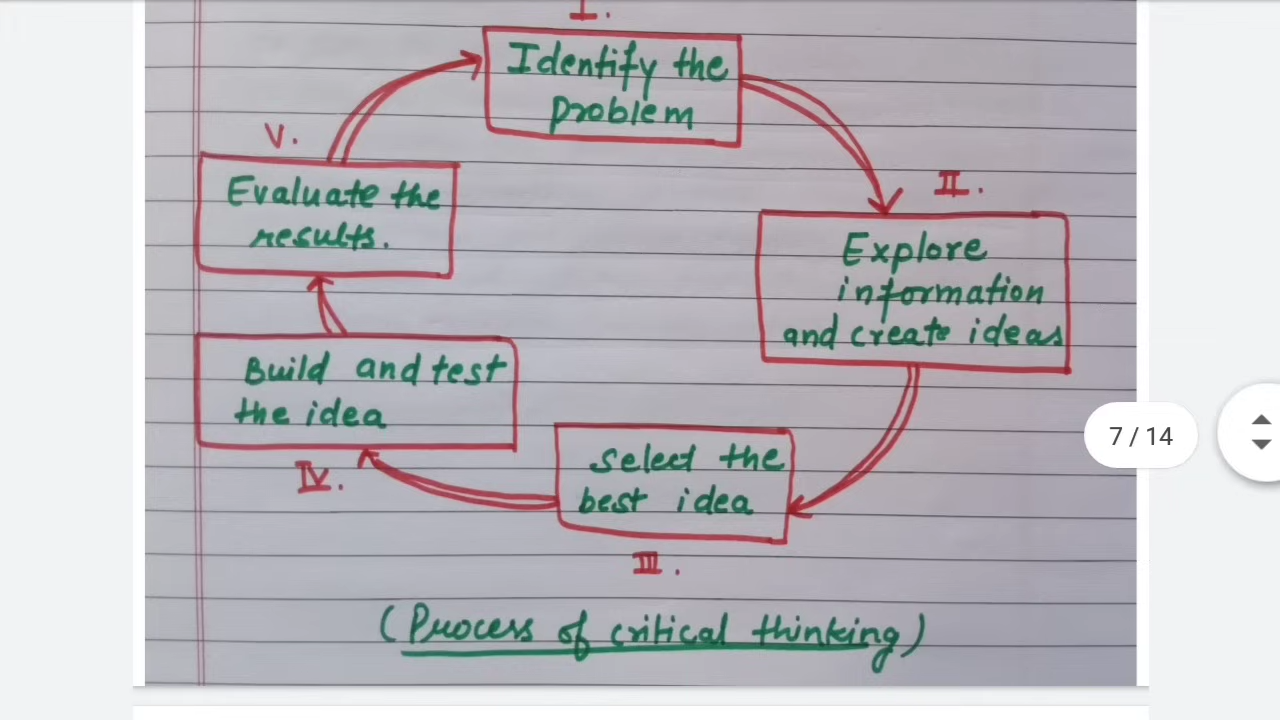 I.
Identify the
problem
II.
Explore
information
and create ideas
III.
Select the
best idea
IV.
Build and test
the idea
V.
Evaluate the
results.
(Process of critical thinking)
7 / 14